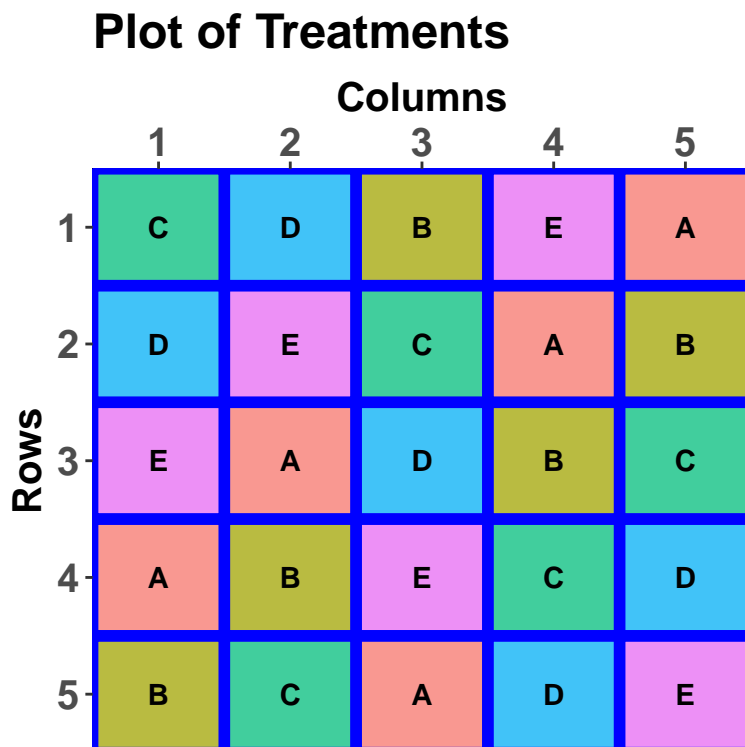 Plot of Treatments
Columns
1 2 3 4 5
Rows
1 C D B E A
2 D E C A B
3 E A D B C
4 A B E C D
5 B C A D E